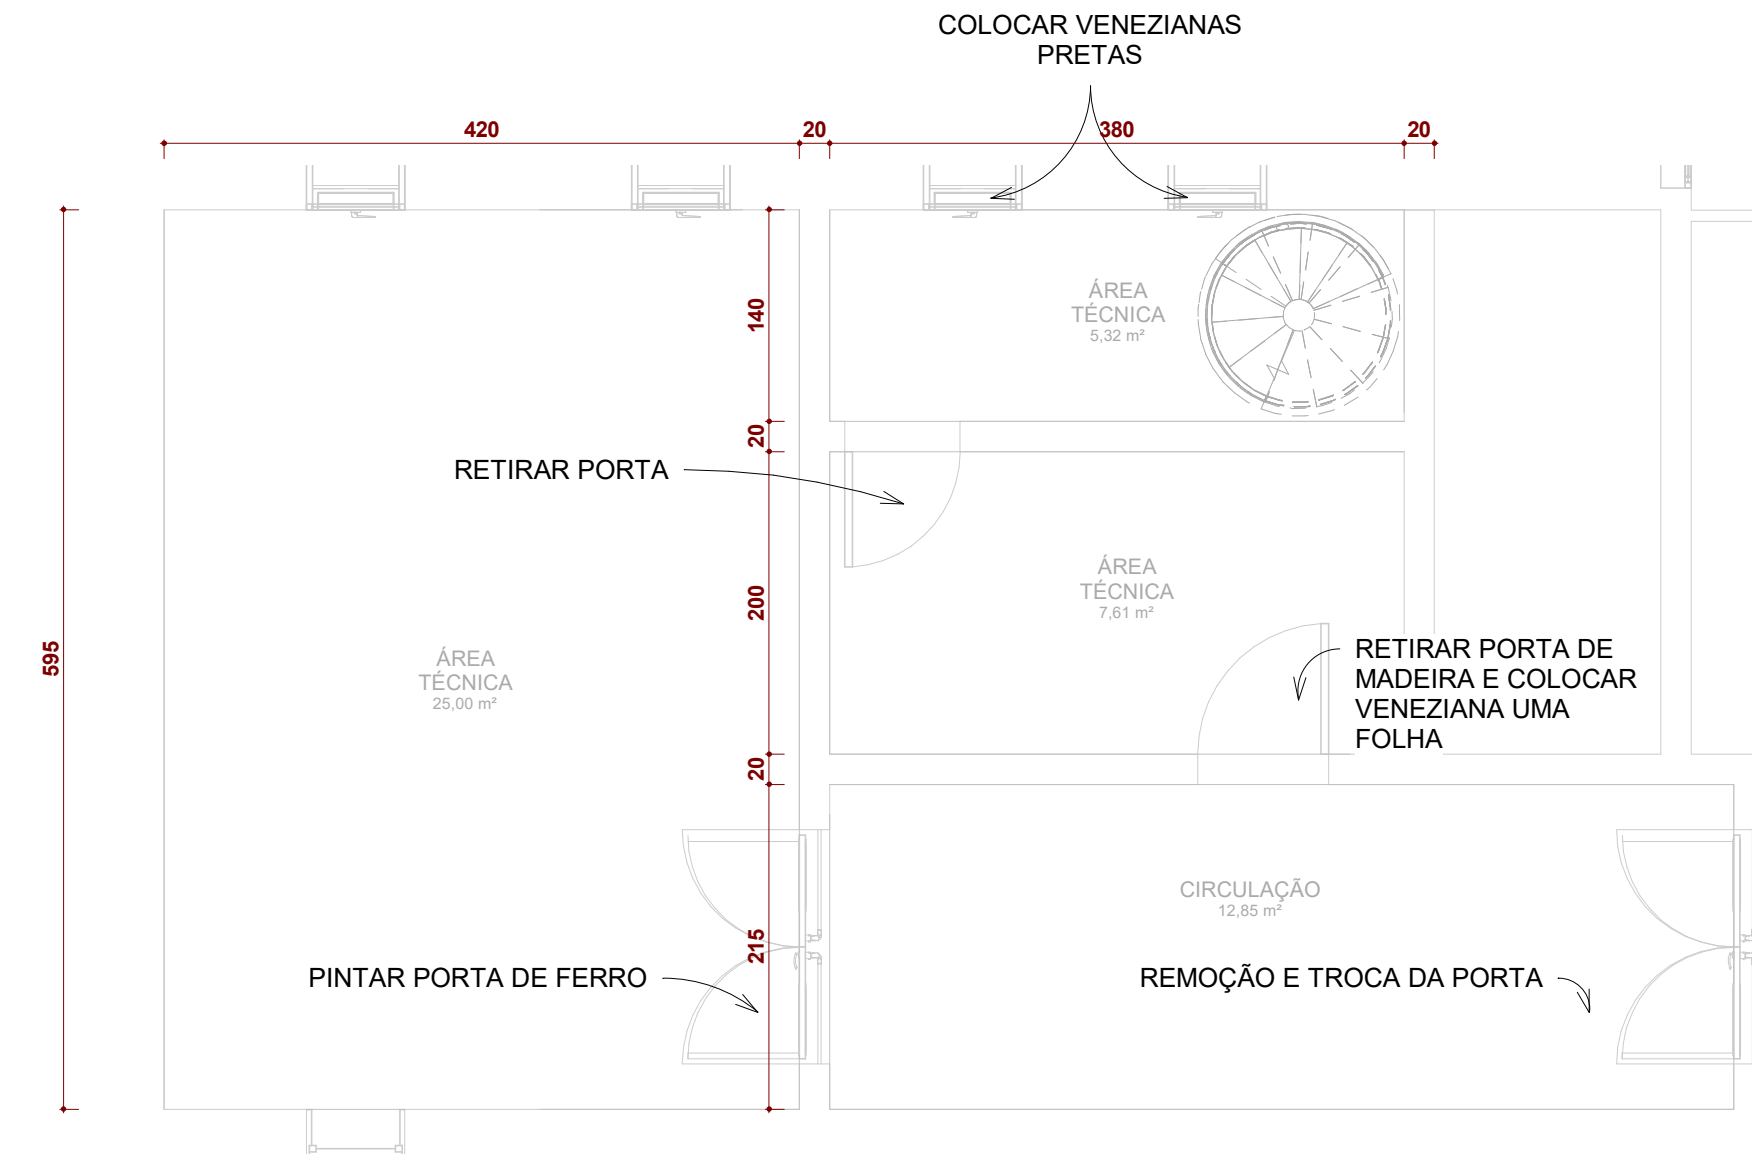 COLOCAR VENEZIANAS
PRETAS
420
20
380
20
140
ÁREA
TÉCNICA
5,32 m²
20
RETIRAR PORTA
200
ÁREA
TÉCNICA
7,61 m²
595
ÁREA
TÉCNICA
25,00 m²
RETIRAR PORTA DE
MADEIRA E COLOCAR
VENEZIANA UMA
FOLHA
20
CIRCULAÇÃO
12,85 m²
215
PINTAR PORTA DE FERRO
REMOÇÃO E TROCA DA PORTA